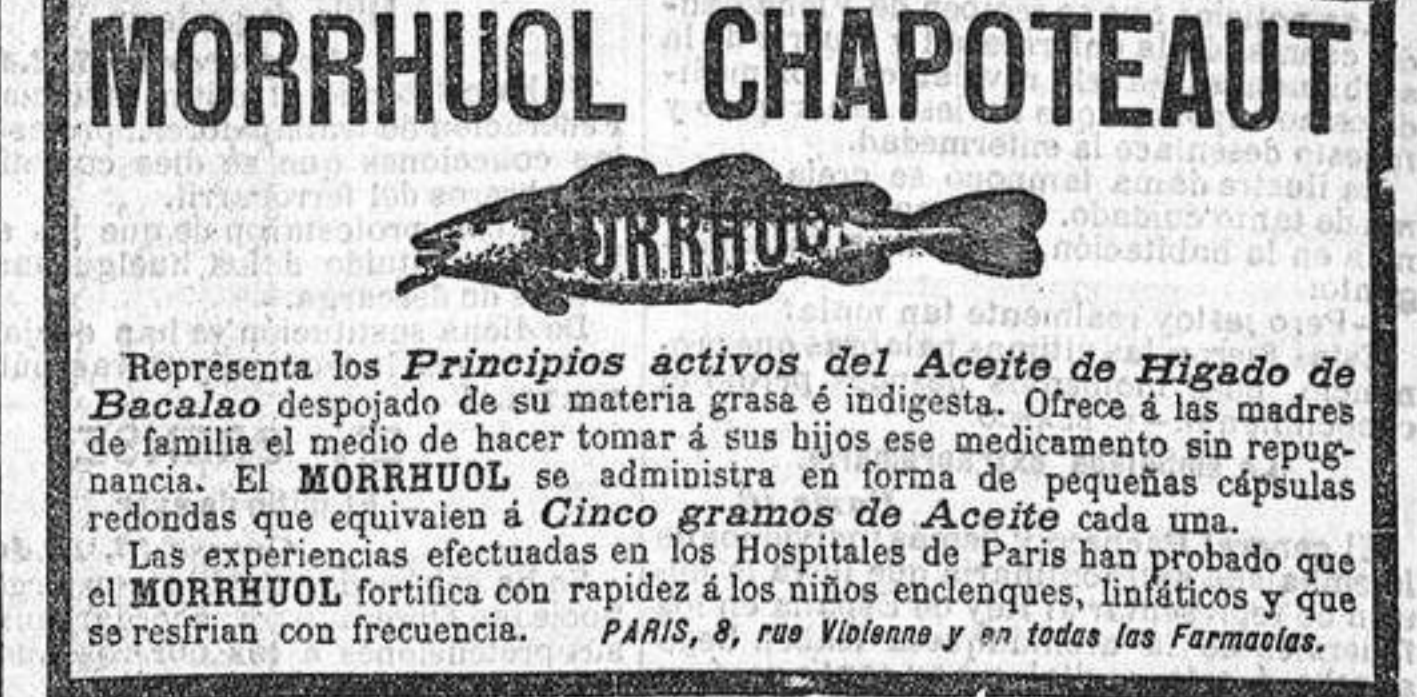 MORRHUOL CHAPOTEAUT
MORRHUOL
Representa los Principios activos del Aceite de Higado de
Bacalao despojado de su materia grasa é indigesta. Ofrece á las madres
de familia el medio de hacer tomar á sus hijos ese medicamento sin repug-
nancia. El MORRHUOL se administra en forma de pequeñas cápsulas
redondas que equivalen á Cinco gramos de Aceite cada una.
Las experiencias efectuadas en los Hospitales de Paris han probado que
el MORRHUOL fortifica con rapidez á los niños enclenques, linfáticos y que
se resfrian con frecuencia. PARIS, 8, rue Vivienne y en todas las Farmacias.